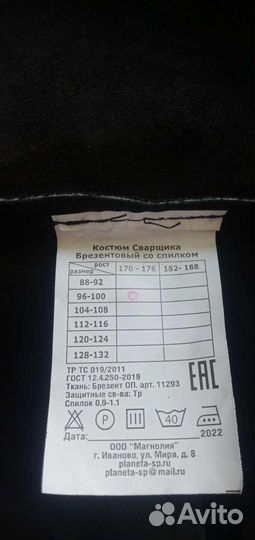 Костюм Сварщика
Брезентовый со спилком
рост
размер 170 - 176 182- 188
88-92
96-100
104-108
112-116
120-124
128-132
ТР ТС 019/2011
ГОСТ 12.4.250-2019
Ткань: Брезент ОП. арт. 11293
Защитные св-ва: Тр
Спилок 0,9-1.1
EAC
P 40
Дата: 2022
ООО "Магнолия"
г. Иваново, ул. Мира, д. 8
planeta-sp.ru
planeta-sp@mail.ru
Avito